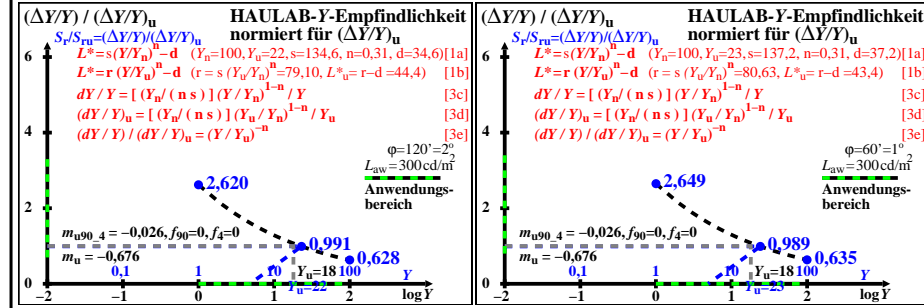 (ΔY/Y) / (ΔY/Y)u
HAULAB-Y-Empfindlichkeit
Sr/Sru=(ΔY/Y)/(ΔY/Y)u
normiert für (ΔY/Y)u
L*=s(Y/Yn)^n−d (Yn=100,Yu=22,s=134,6, n=0,31, d=34,6)[1a]
L*=r(Y/Yu)^n−d (r = s (Yu/Yn)^n=79,10, L*u= r−d =44,4) [1b]
dY / Y = [ (Yn/( n s) ] (Y / Yn)^1−n / Y [3c]
(dY / Y)u = [ (Yn/( n s) ] (Yu / Yn)^1−n / Yu [3d]
(dY / Y) / (dY / Y)u = (Y / Yu)^−n [3e]
φ=120'=2°
Law=300cd/m²
Anwendungs-
bereich
6
4
2
0
2,620
0,991
0,628
mu90_4 = −0,026, f90=0, f4=0
mu = −0,676
0,1
1
10
100
Y
Yu=18
Yu=22
−2
−1
0
1
2
log Y
(ΔY/Y) / (ΔY/Y)u
HAULAB-Y-Empfindlichkeit
Sr/Sru=(ΔY/Y)/(ΔY/Y)u
normiert für (ΔY/Y)u
L*=s(Y/Yn)^n−d (Yn=100,Yu=23, s=137,2, n=0,31, d=37,2)[1a]
L*=r(Y/Yu)^n−d (r = s (Yu/Yn)^n=80,63, L*u= r−d =43,4) [1b]
dY / Y = [ (Yn/( n s) ] (Y / Yn)^1−n / Y [3c]
(dY / Y)u = [ (Yn/( n s) ] (Yu / Yn)^1−n / Yu [3d]
(dY / Y) / (dY / Y)u = (Y / Yu)^−n [3e]
φ=60'=1°
Law=300cd/m²
Anwendungs-
bereich
6
4
2
0
2,649
0,989
0,635
mu90_4 = −0,026, f90=0, f4=0
mu = −0,676
0,1
1
10
100
Y
Yu=18
Yu=23
−2
−1
0
1
2
log Y